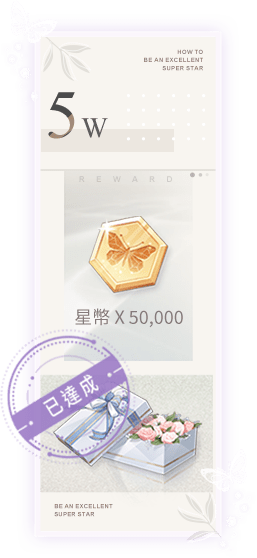 HOW TO
BE AN EXCELLENT
SUPER STAR
5W
REWARD
星幣 X 50,000
已達成
BE AN EXCELLENT
SUPER STAR